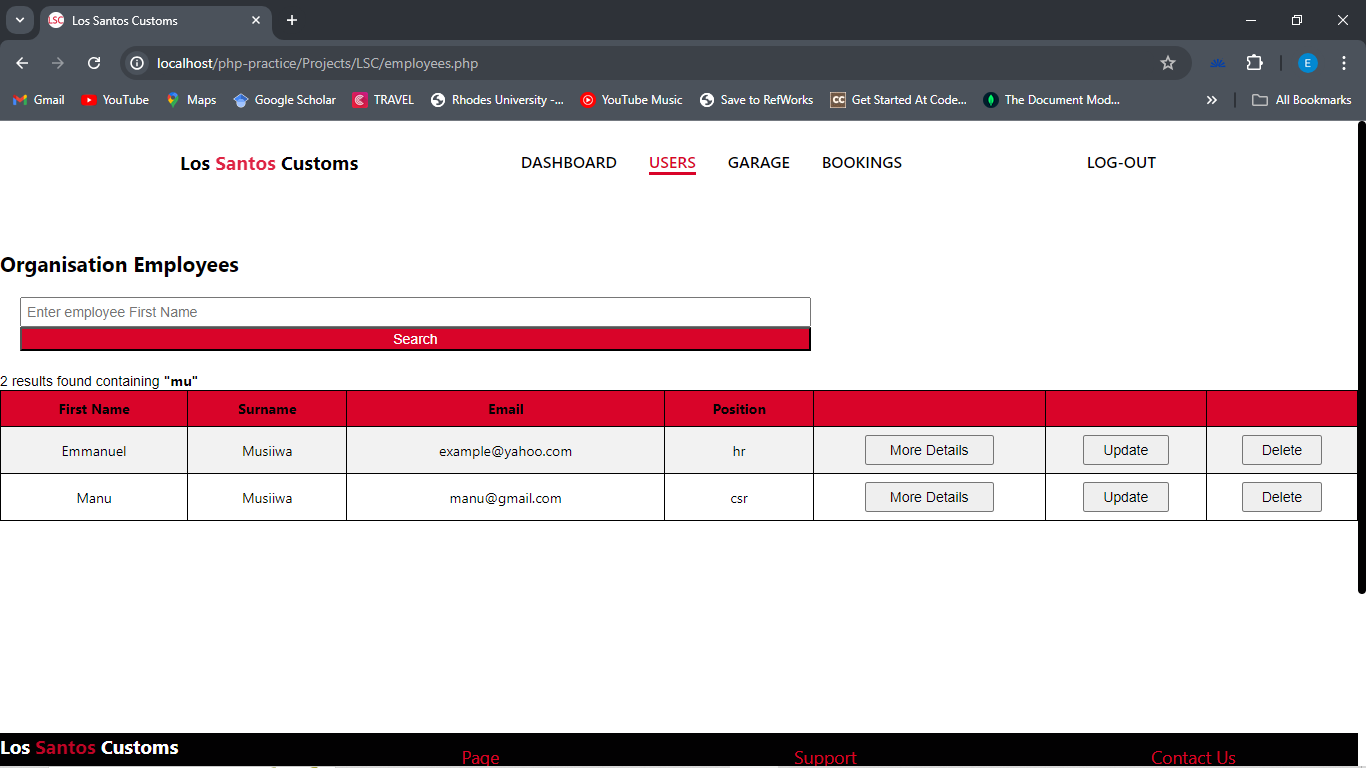 LSC Los Santos Customs
localhost/php-practice/Projects/LSC/employees.php
E
Gmail YouTube Maps Google Scholar TRAVEL Rhodes University -... YouTube Music Save to RefWorks CC Get Started At Code... The Document Mod... » All Bookmarks
Los Santos Customs DASHBOARD USERS GARAGE BOOKINGS LOG-OUT
Organisation Employees
Enter employee First Name
Search
2 results found containing "mu"
First Name Surname Email Position
Emmanuel Musiiwa example@yahoo.com hr More Details Update Delete
Manu Musiiwa manu@gmail.com csr More Details Update Delete
Los Santos Customs
Page Support Contact Us